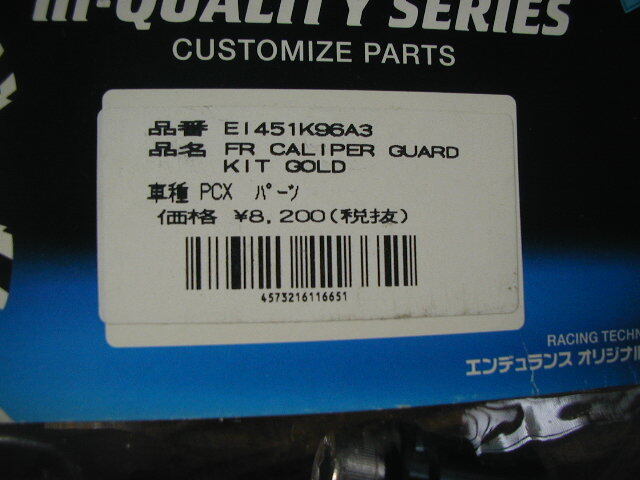 HI-QUALITY SERIES
CUSTOMIZE PARTS
品番 EI451K96A3
品名 FR CALIPER GUARD
KIT GOLD
車種 PCX パーツ
価格 ¥8,200(税抜)
4573216116651
RACING TECHN
エンデュランス オリジナル